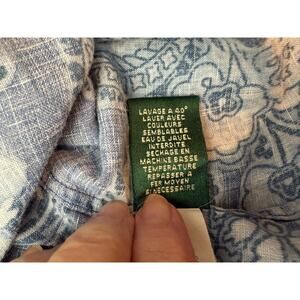 LAVAGE A 40°
LAVER AVEC
COULEURS
SEMBLABLES
EAU DE JAVEL
INTERDITE
SECHAGE EN
MACHINE BASSE
TEMPERATURE
REPASSER A
FER MOYEN
SI NECESSAIRE